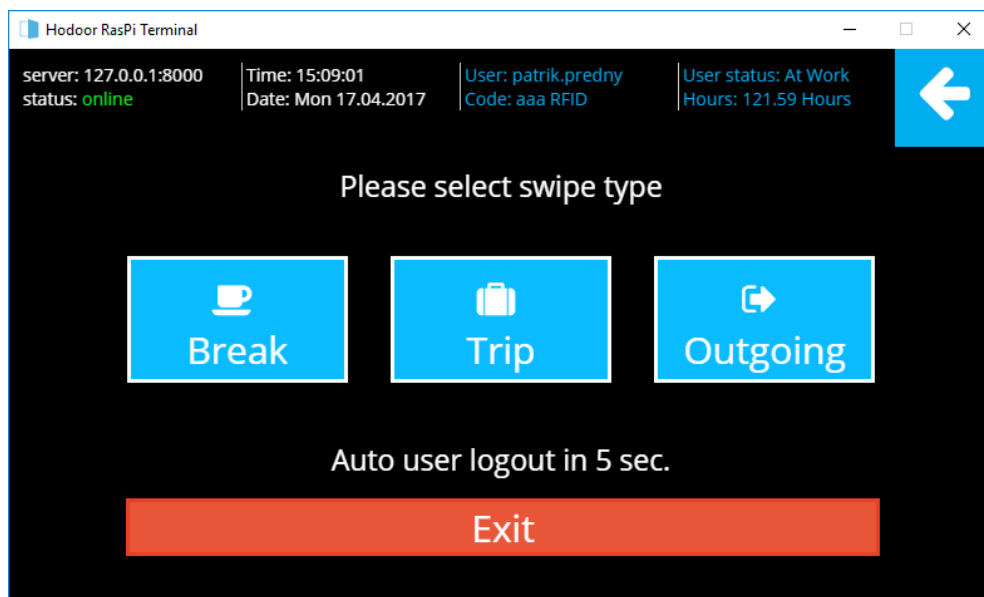 Hodoor RasPi Terminal
server: 127.0.0.1:8000
status: online
Time: 15:09:01
Date: Mon 17.04.2017
User: patrik.predny
Code: aaa RFID
User status: At Work
Hours: 121.59 Hours
Please select swipe type
Break
Trip
Outgoing
Auto user logout in 5 sec.
Exit